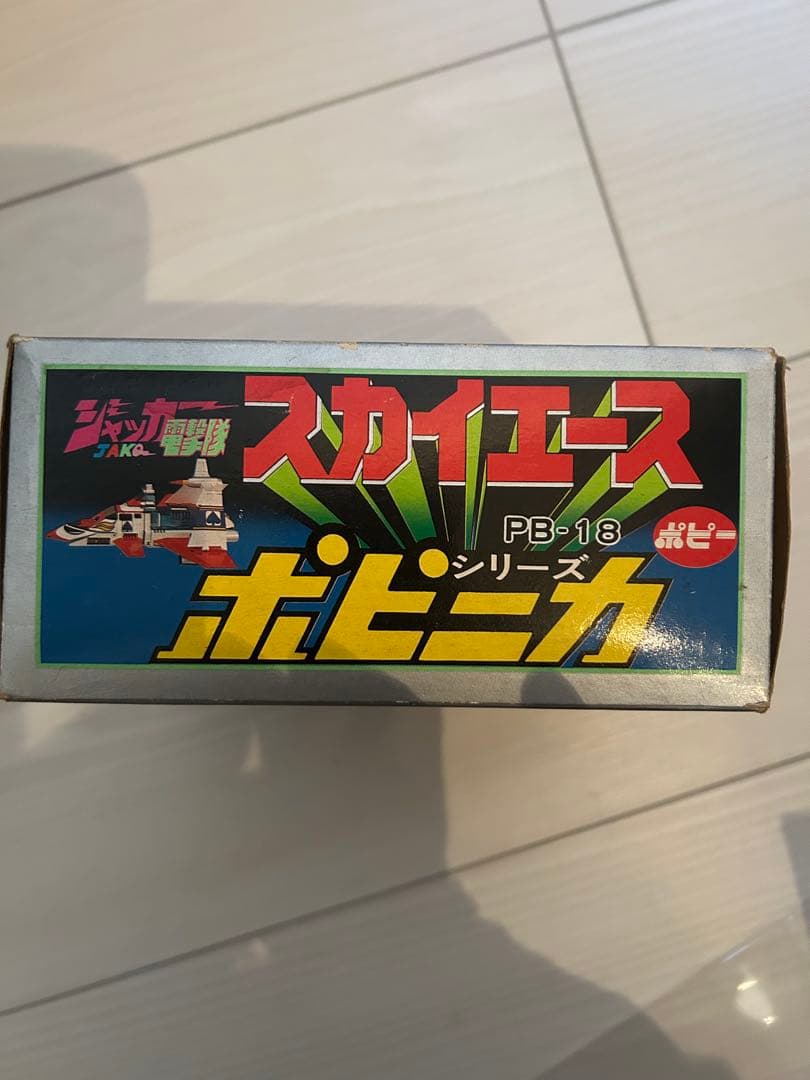 ジャッカー
JAKQ 電撃隊
スカイエース
PB-18
ポピー
シリーズ
ポピニカ